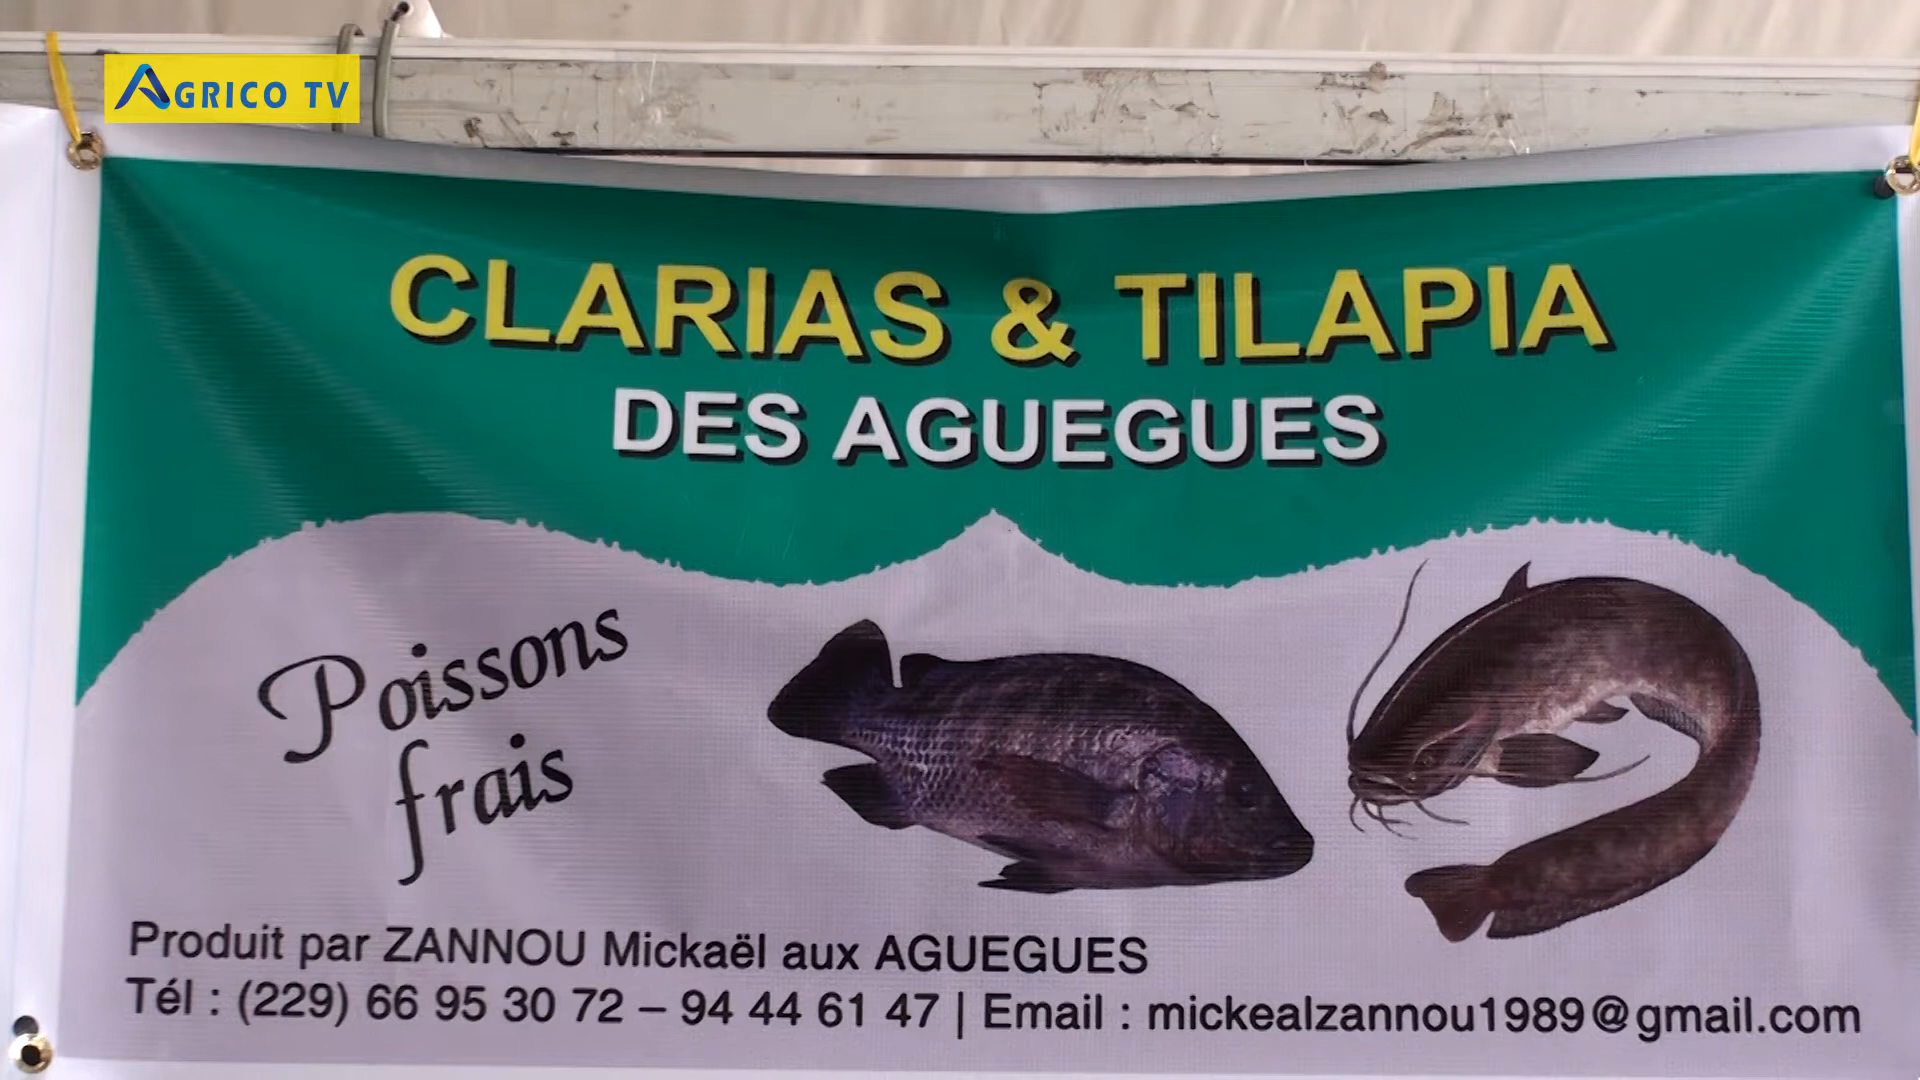 AGRICO TV
CLARIAS & TILAPIA
DES AGUEGUES
Poissons
frais
Produit par ZANNOU Mickaël aux AGUEGUES
Tél : (229) 66 95 30 72 – 94 44 61 47 | Email : mickealzannou1989@gmail.com